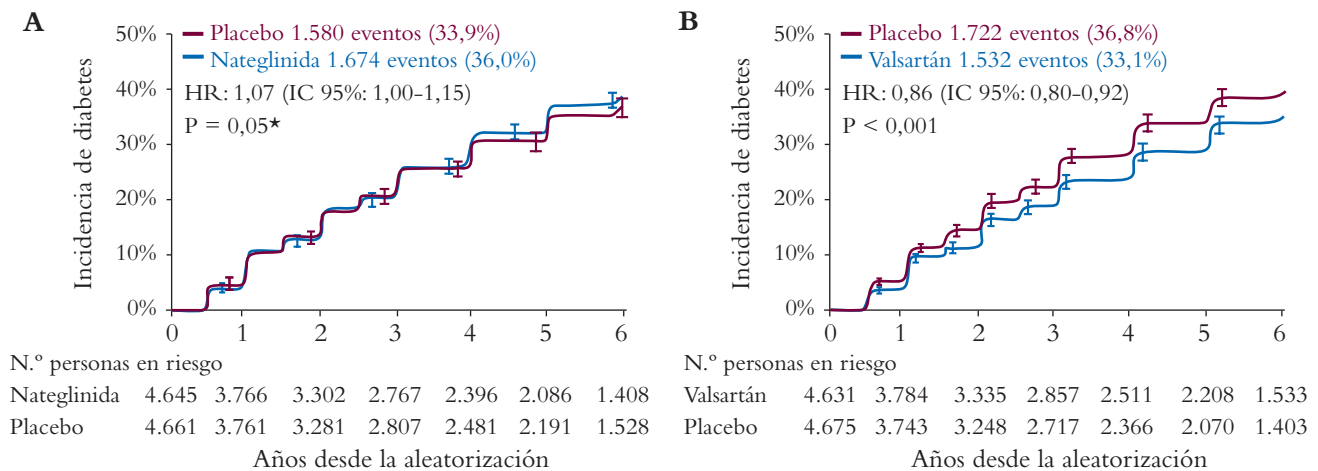 A
Placebo 1.580 eventos (33,9%)
Nateglinida 1.674 eventos (36,0%)
HR: 1,07 (IC 95%: 1,00-1,15)
P = 0,05★
Incidencia de diabetes
50%
40%
30%
20%
10%
0%
0 1 2 3 4 5 6
N.º personas en riesgo
Nateglinida 4.645 3.766 3.302 2.767 2.396 2.086 1.408
Placebo 4.661 3.761 3.281 2.807 2.481 2.191 1.528
Años desde la aleatorización
B
Placebo 1.722 eventos (36,8%)
Valsartán 1.532 eventos (33,1%)
HR: 0,86 (IC 95%: 0,80-0,92)
P < 0,001
Incidencia de diabetes
50%
40%
30%
20%
10%
0%
0 1 2 3 4 5 6
N.º personas en riesgo
Valsartán 4.631 3.784 3.335 2.857 2.511 2.208 1.533
Placebo 4.675 3.743 3.248 2.717 2.366 2.070 1.403
Años desde la aleatorización